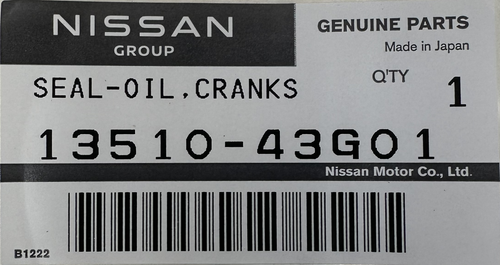 NISSAN
GROUP
GENUINE PARTS
Made in Japan
SEAL-OIL,CRANKS
Q'TY 1
13510-43G01
Nissan Motor Co., Ltd.
B1222